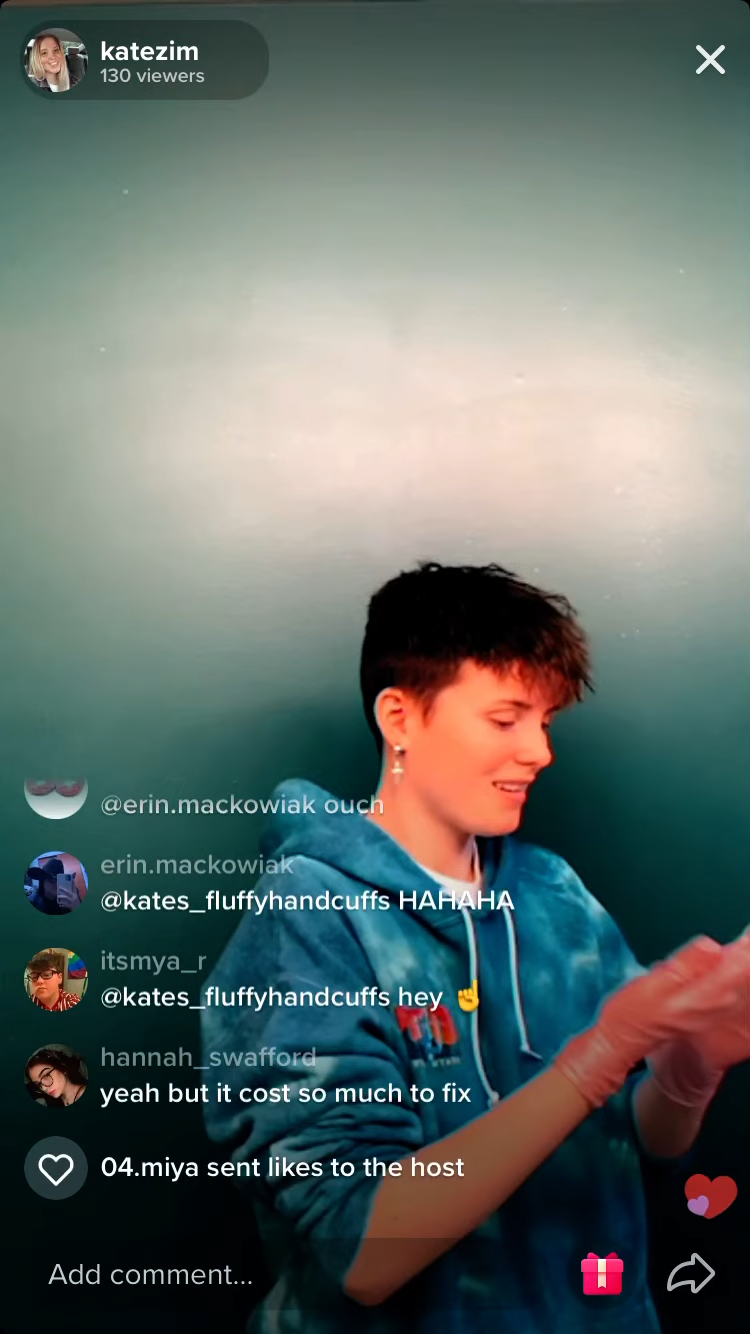 katezim
130 viewers
@erin.mackowiak ouch
erin.mackowiak
@kates_fluffyhandcuffs HAHAHA
itsmya_r
@kates_fluffyhandcuffs hey ☝️
hannah_swafford
yeah but it cost so much to fix
04.miya sent likes to the host
Add comment...